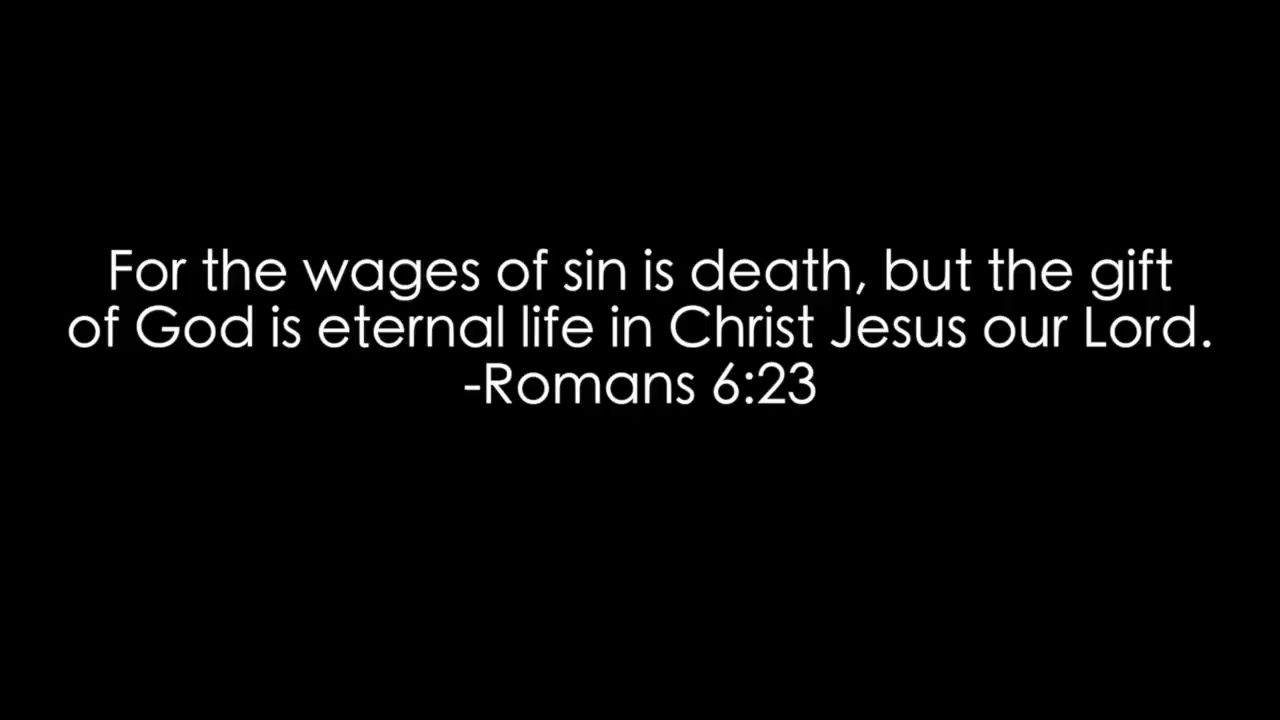 For the wages of sin is death, but the gift
of God is eternal life in Christ Jesus our Lord.
-Romans 6:23